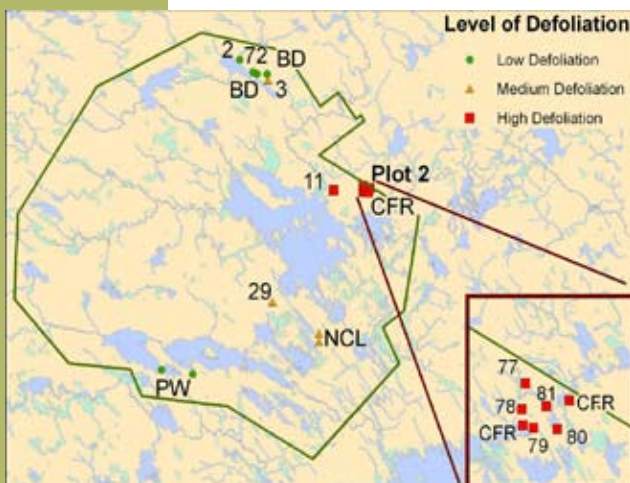 Level of Defoliation
Low Defoliation
Medium Defoliation
High Defoliation
2
72
BD
BD
3
11
Plot 2
CFR
29
NCL
PW
77
81
CFR
78
CFR
79
80